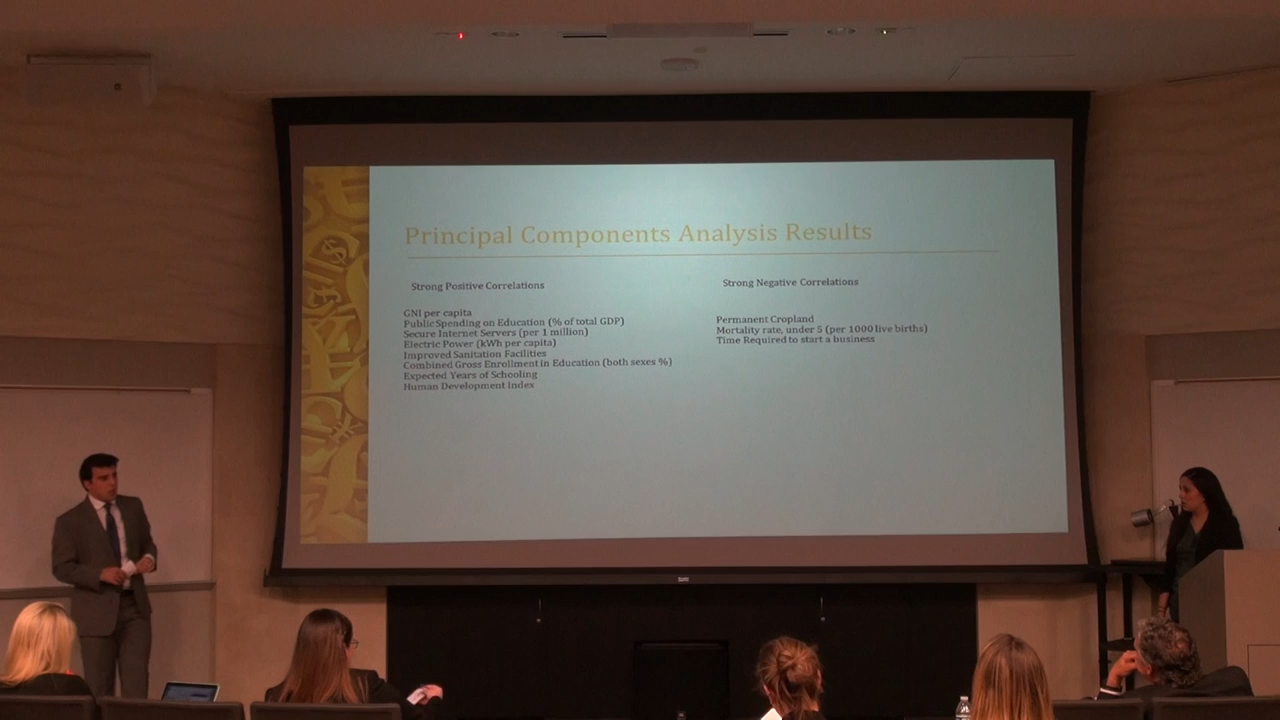 Principal Components Analysis Results
Strong Positive Correlations
GNI per capita
Public Spending on Education (% of total GDP)
Secure Internet Servers (per 1 million)
Electric Power (kWh per capita)
Improved Sanitation Facilities
Combined Gross Enrollment in Education (both sexes %)
Expected Years of Schooling
Human Development Index
Strong Negative Correlations
Permanent Cropland
Mortality rate, under 5 (per 1000 live births)
Time Required to start a business